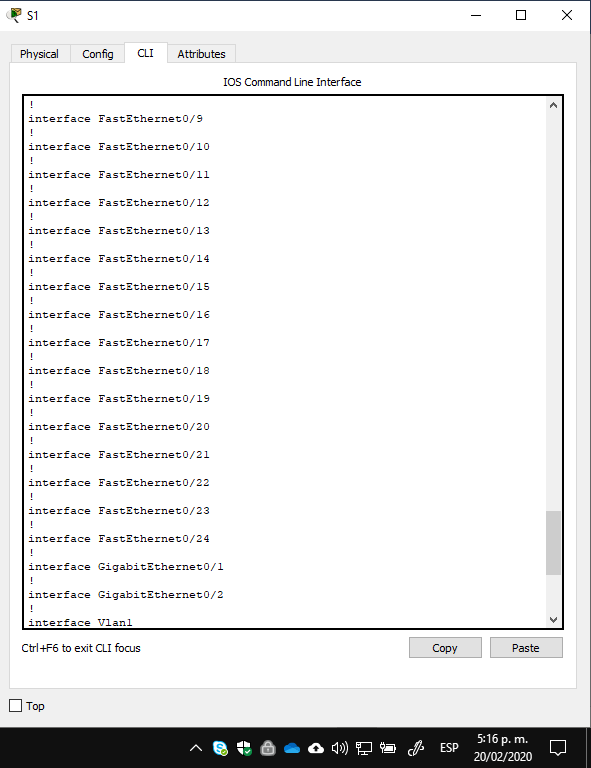 S1
Physical Config CLI Attributes
IOS Command Line Interface
!
interface FastEthernet0/9
!
interface FastEthernet0/10
!
interface FastEthernet0/11
!
interface FastEthernet0/12
!
interface FastEthernet0/13
!
interface FastEthernet0/14
!
interface FastEthernet0/15
!
interface FastEthernet0/16
!
interface FastEthernet0/17
!
interface FastEthernet0/18
!
interface FastEthernet0/19
!
interface FastEthernet0/20
!
interface FastEthernet0/21
!
interface FastEthernet0/22
!
interface FastEthernet0/23
!
interface FastEthernet0/24
!
interface GigabitEthernet0/1
!
interface GigabitEthernet0/2
!
interface Vlan1
Ctrl+F6 to exit CLI focus
Copy Paste
Top
ESP
5:16 p. m.
20/02/2020